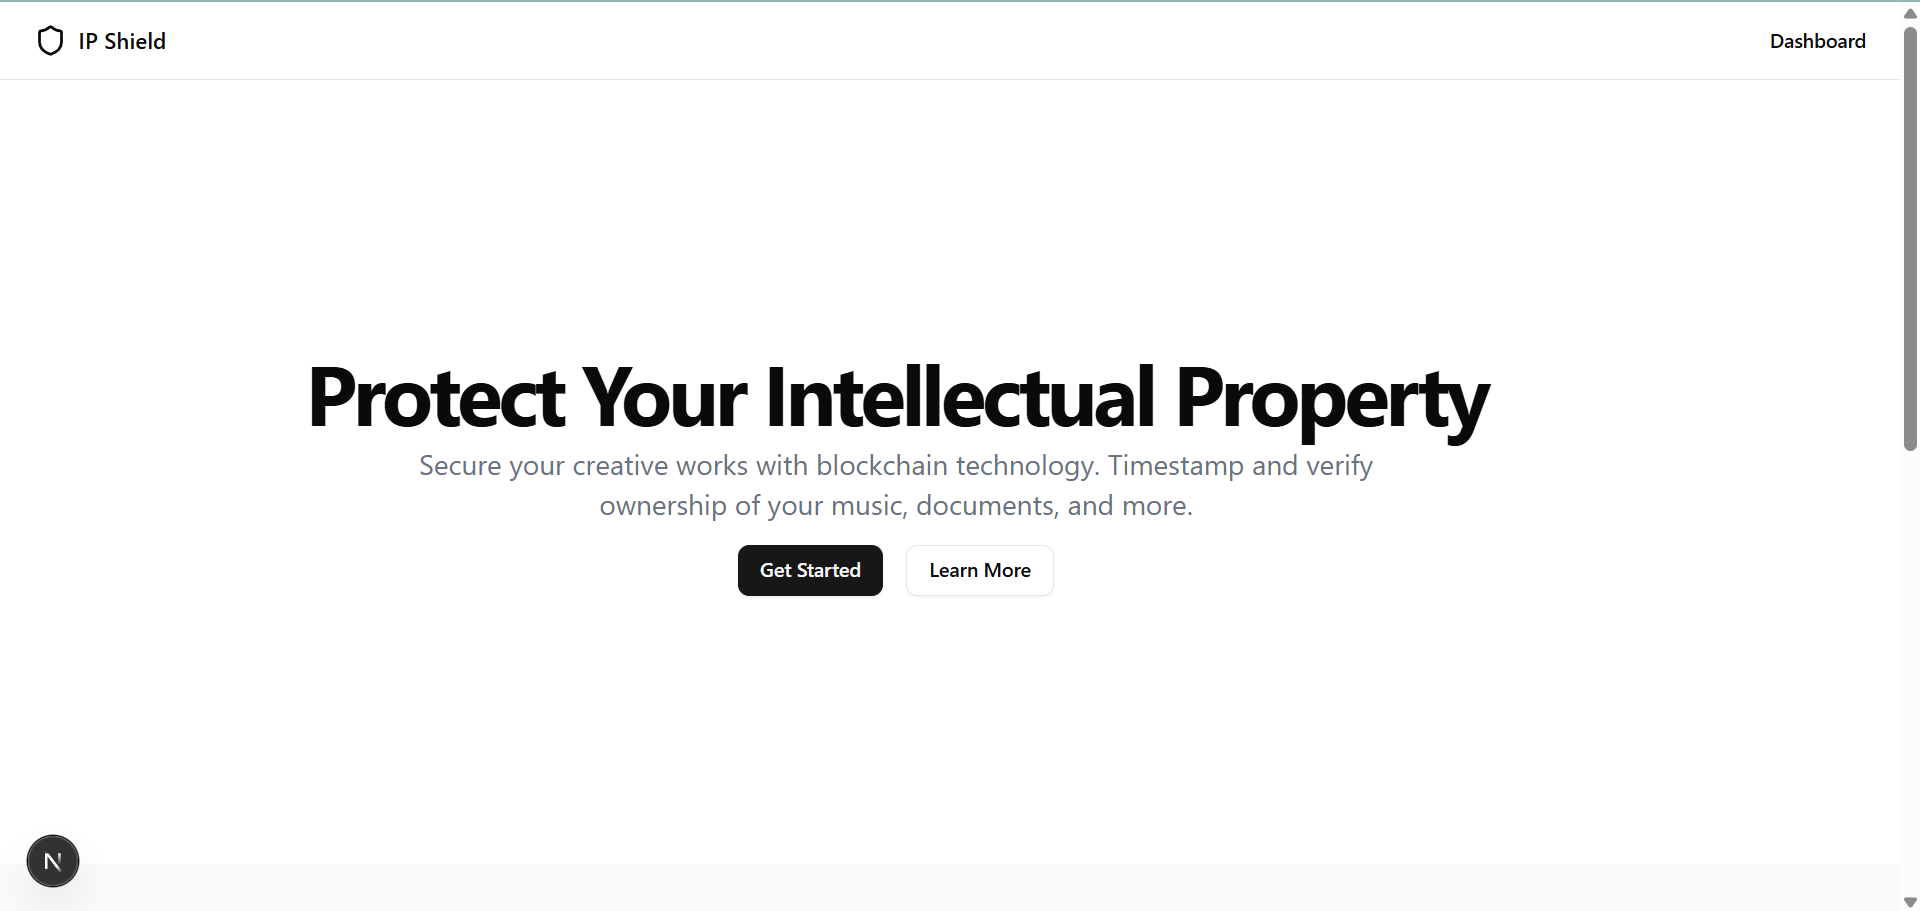 IP Shield
Dashboard
Protect Your Intellectual Property
Secure your creative works with blockchain technology. Timestamp and verify
ownership of your music, documents, and more.
Get Started
Learn More
N